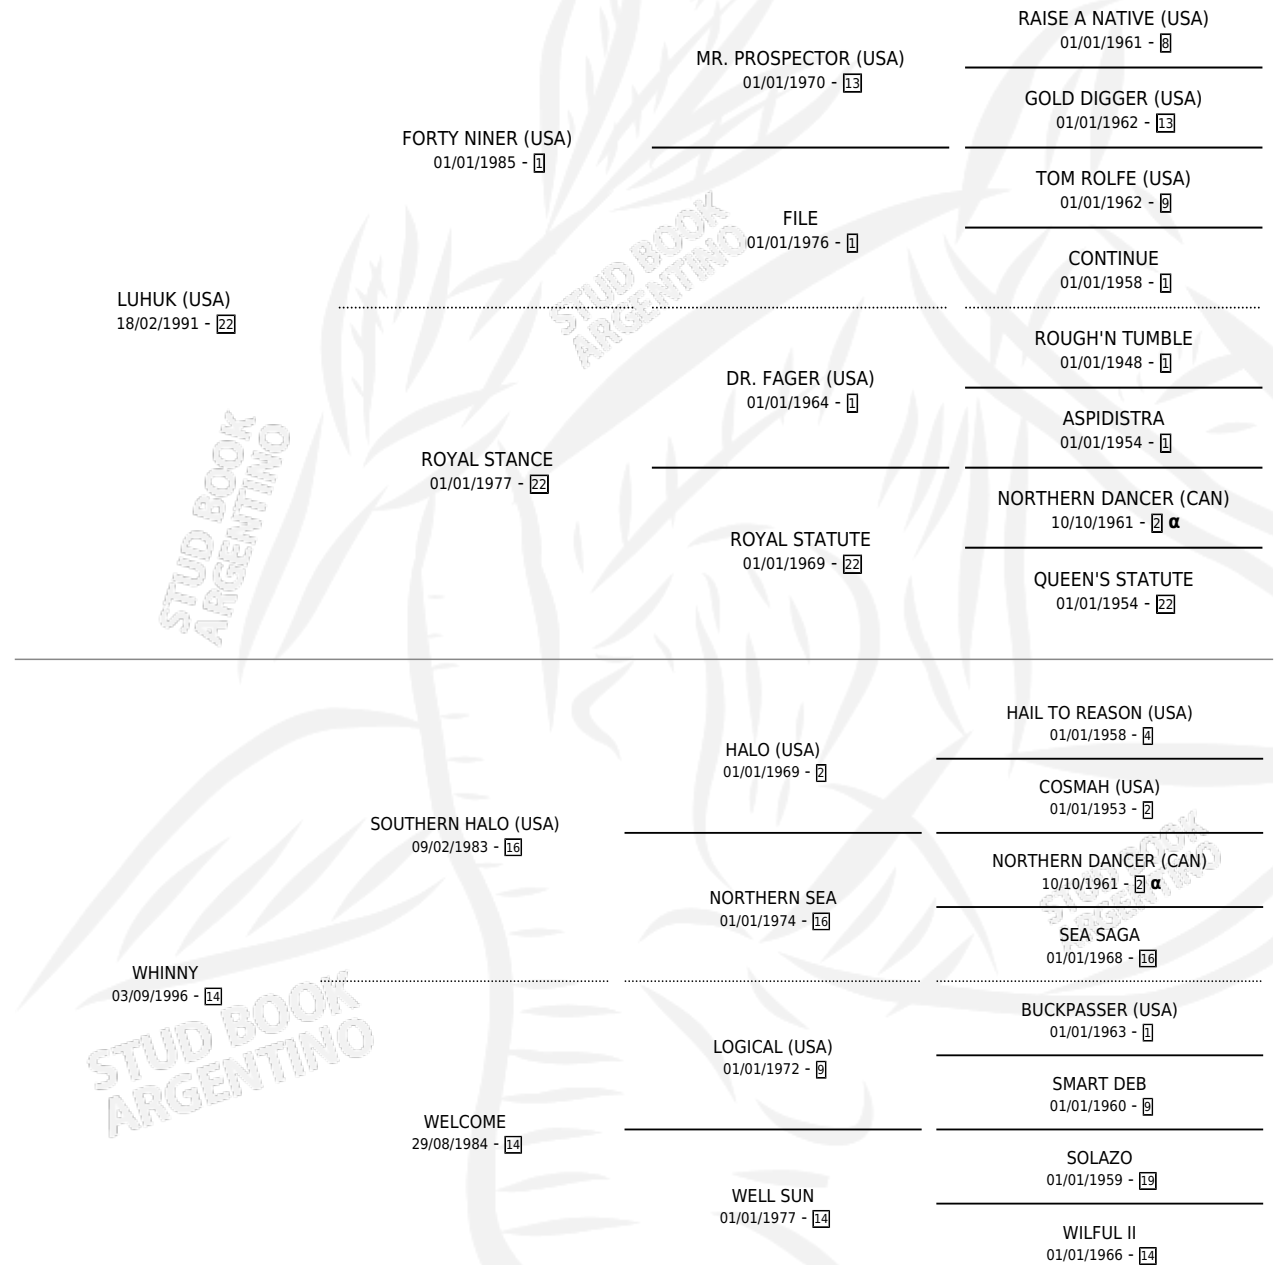 RAISE A NATIVE (USA)
01/01/1961 - 8
MR. PROSPECTOR (USA)
01/01/1970 - 13
GOLD DIGGER (USA)
01/01/1962 - 13
FORTY NINER (USA)
01/01/1985 - 1
TOM ROLFE (USA)
01/01/1962 - 9
FILE
01/01/1976 - 1
CONTINUE
01/01/1958 - 1
LUHUK (USA)
18/02/1991 - 22
ROUGH'N TUMBLE
01/01/1948 - 1
DR. FAGER (USA)
01/01/1964 - 1
ASPIDISTRA
01/01/1954 - 1
ROYAL STANCE
01/01/1977 - 22
NORTHERN DANCER (CAN)
10/10/1961 - 2 α
ROYAL STATUTE
01/01/1969 - 22
QUEEN'S STATUTE
01/01/1954 - 22
HAIL TO REASON (USA)
01/01/1958 - 4
HALO (USA)
01/01/1969 - 2
COSMAH (USA)
01/01/1953 - 2
SOUTHERN HALO (USA)
09/02/1983 - 16
NORTHERN DANCER (CAN)
10/10/1961 - 2 α
NORTHERN SEA
01/01/1974 - 16
SEA SAGA
01/01/1968 - 16
WHINNY
03/09/1996 - 14
BUCKPASSER (USA)
01/01/1963 - 1
LOGICAL (USA)
01/01/1972 - 9
SMART DEB
01/01/1960 - 9
WELCOME
29/08/1984 - 14
SOLAZO
01/01/1959 - 19
WELL SUN
01/01/1977 - 14
WILFUL II
01/01/1966 - 14
STUD BOOK
ARGENTINO
STUD BOOK
ARGENTINO
STUD BOOK
ARGENTINO
STUD BOOK
ARGENTINO